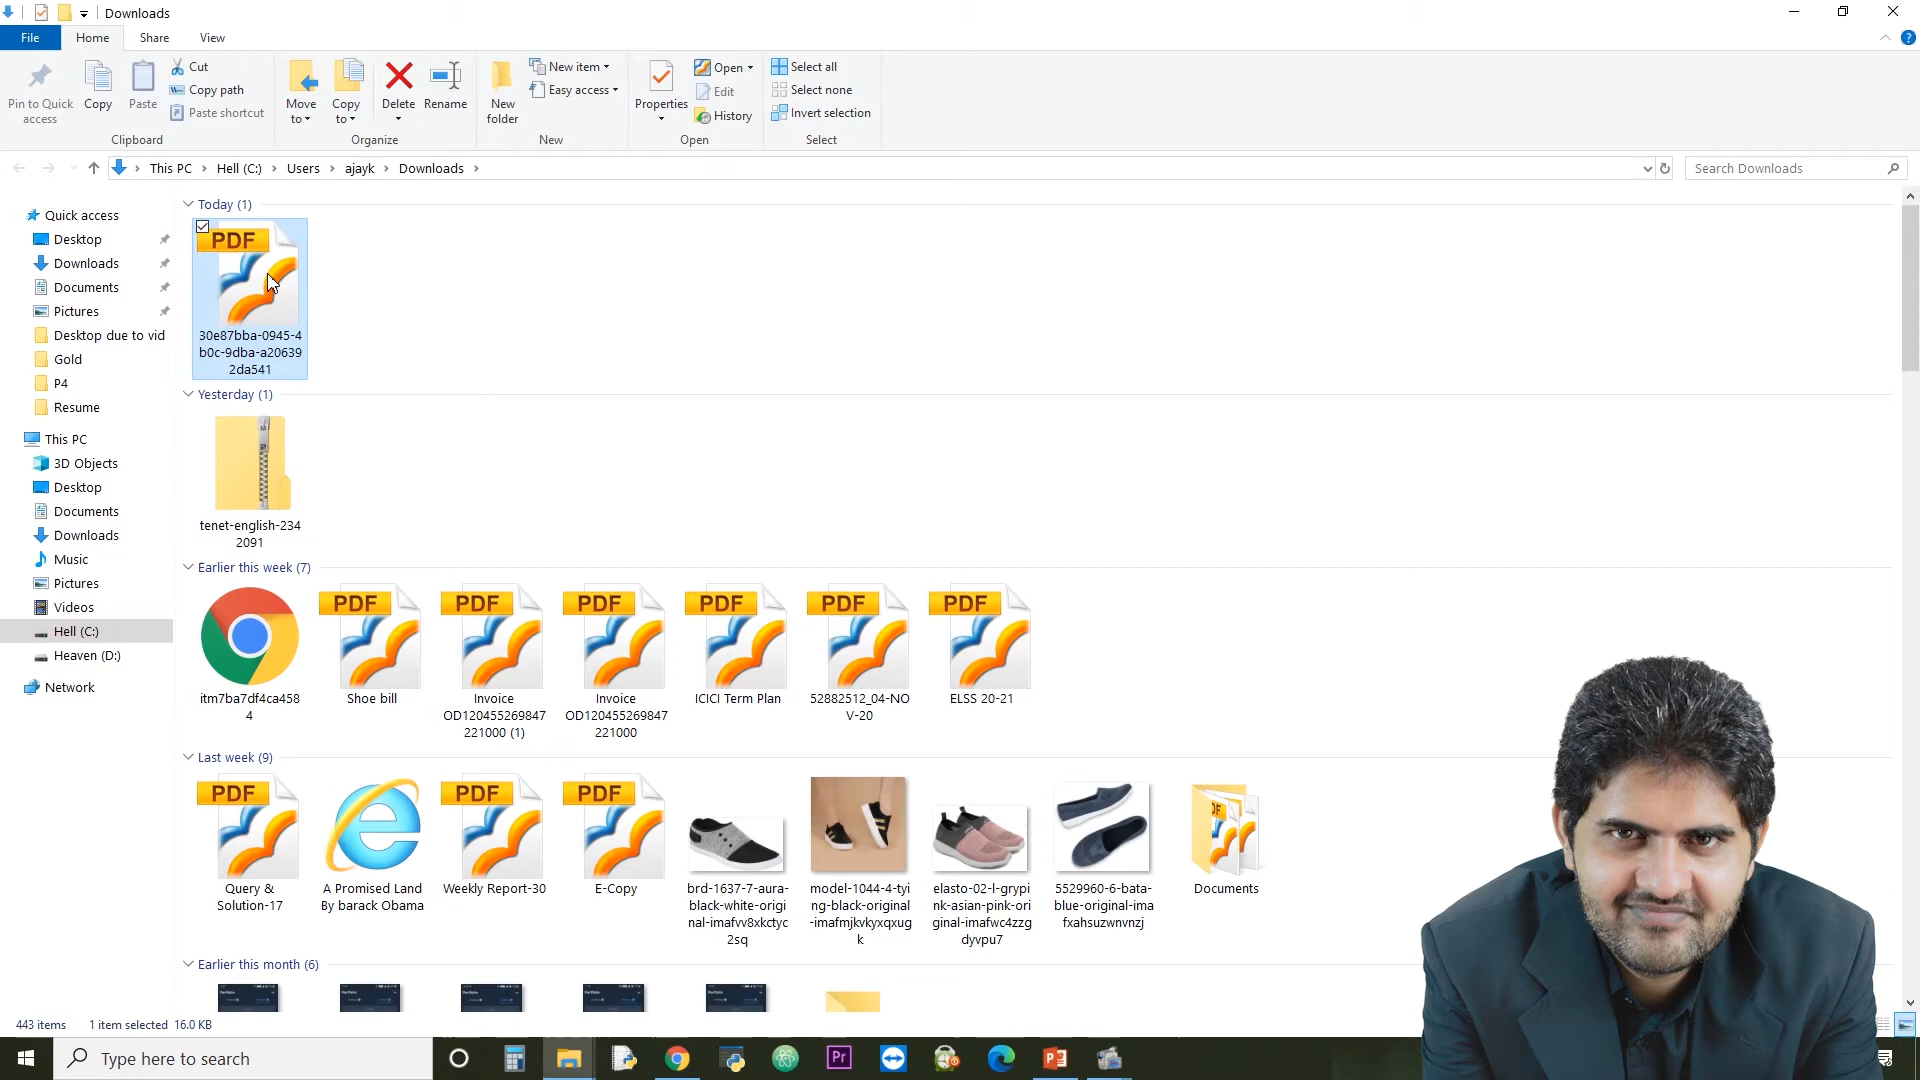 Downloads
File Home Share View
Pin to Quick access
Copy
Paste
Cut
Copy path
Paste shortcut
Clipboard
Move to
Copy to
Delete
Rename
Organize
New folder
New item
Easy access
New
Properties
Open
Edit
History
Open
Select all
Select none
Invert selection
Select
This PC Hell (C:) Users ajayk Downloads
Search Downloads
Quick access
Desktop
Downloads
Documents
Pictures
Desktop due to vid
Gold
P4
Resume
This PC
3D Objects
Desktop
Documents
Downloads
Music
Pictures
Videos
Hell (C:)
Heaven (D:)
Network
Today (1)
PDF
30e87bba-0945-4
b0c-9dba-a20639
2da541
Yesterday (1)
tenet-english-234
2091
Earlier this week (7)
PDF PDF PDF PDF PDF PDF
itm7ba7df4ca458
4
Shoe bill
Invoice
OD120455269847
221000 (1)
Invoice
OD120455269847
221000
ICICI Term Plan
52882512_04-NO
V-20
ELSS 20-21
Last week (9)
PDF PDF PDF
Query &
Solution-17
A Promised Land
By barack Obama
Weekly Report-30
E-Copy
brd-1637-7-aura-
black-white-origi
nal-imafvv8xkctyc
2sq
model-1044-4-tyi
ng-black-original
-imafmjkvkyxqxug
k
elasto-02-l-grypi
nk-asian-pink-ori
ginal-imafwc4zzg
dyvpu7
5529960-6-bata-
blue-original-ima
fxahsuzwnvnzj
Documents
Earlier this month (6)
443 items 1 item selected 16.0 KB
Type here to search
Pr